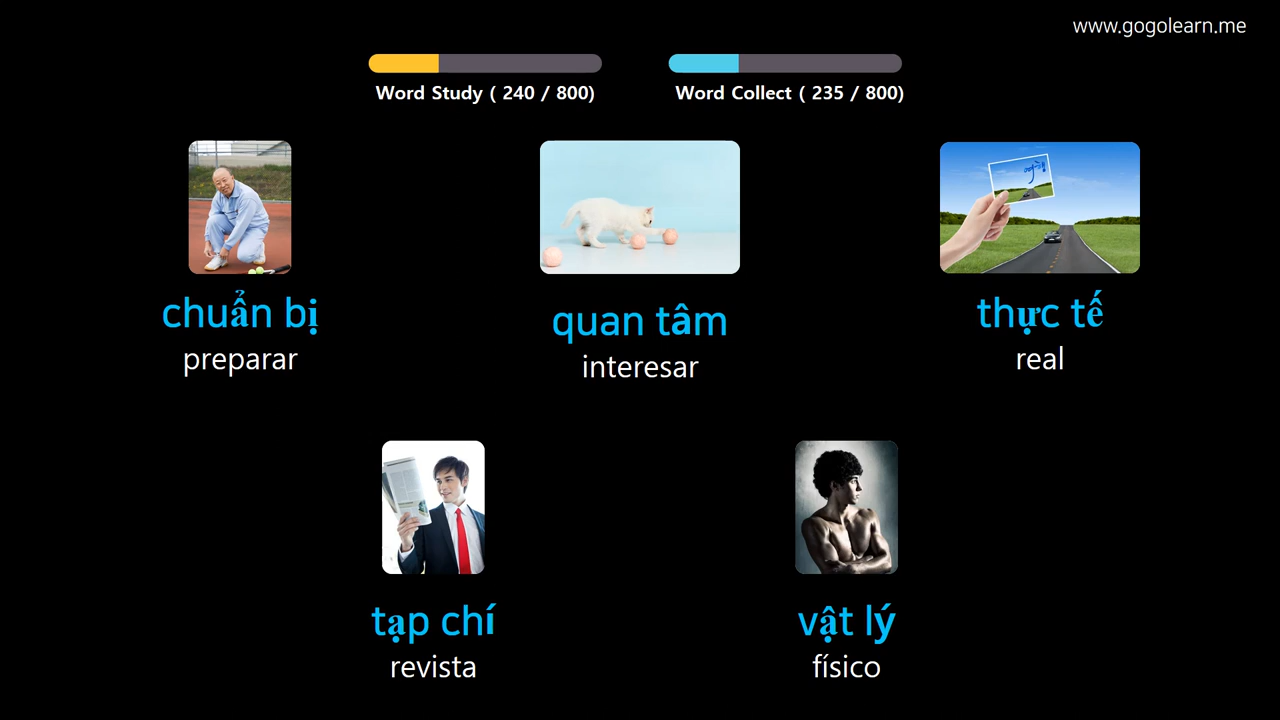 www.gogolearn.me
Word Study ( 240 / 800)
Word Collect ( 235 / 800)
chuẩn bị
preparar
quan tâm
interesar
thực tế
real
tạp chí
revista
vật lý
físico